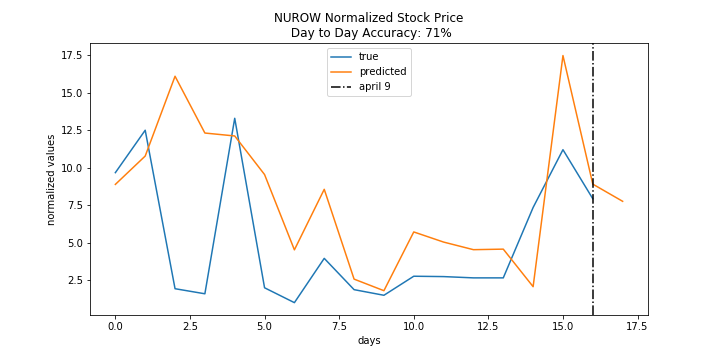 NUROW Normalized Stock Price
Day to Day Accuracy: 71%
true
predicted
april 9
normalized values
17.5
15.0
12.5
10.0
7.5
5.0
2.5
0.0 2.5 5.0 7.5 10.0 12.5 15.0 17.5
days